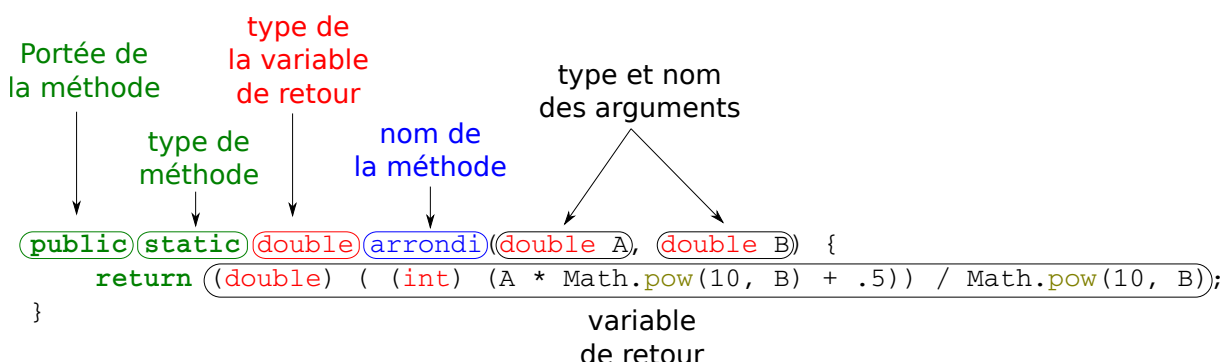 Portée de
la méthode
type de
la variable
de retour
type et nom
des arguments
type de
méthode
nom de
la méthode
public static double arrondi(double A, double B) {
return (double) ( (int) (A * Math.pow(10, B) + .5)) / Math.pow(10, B);
}
variable
de retour